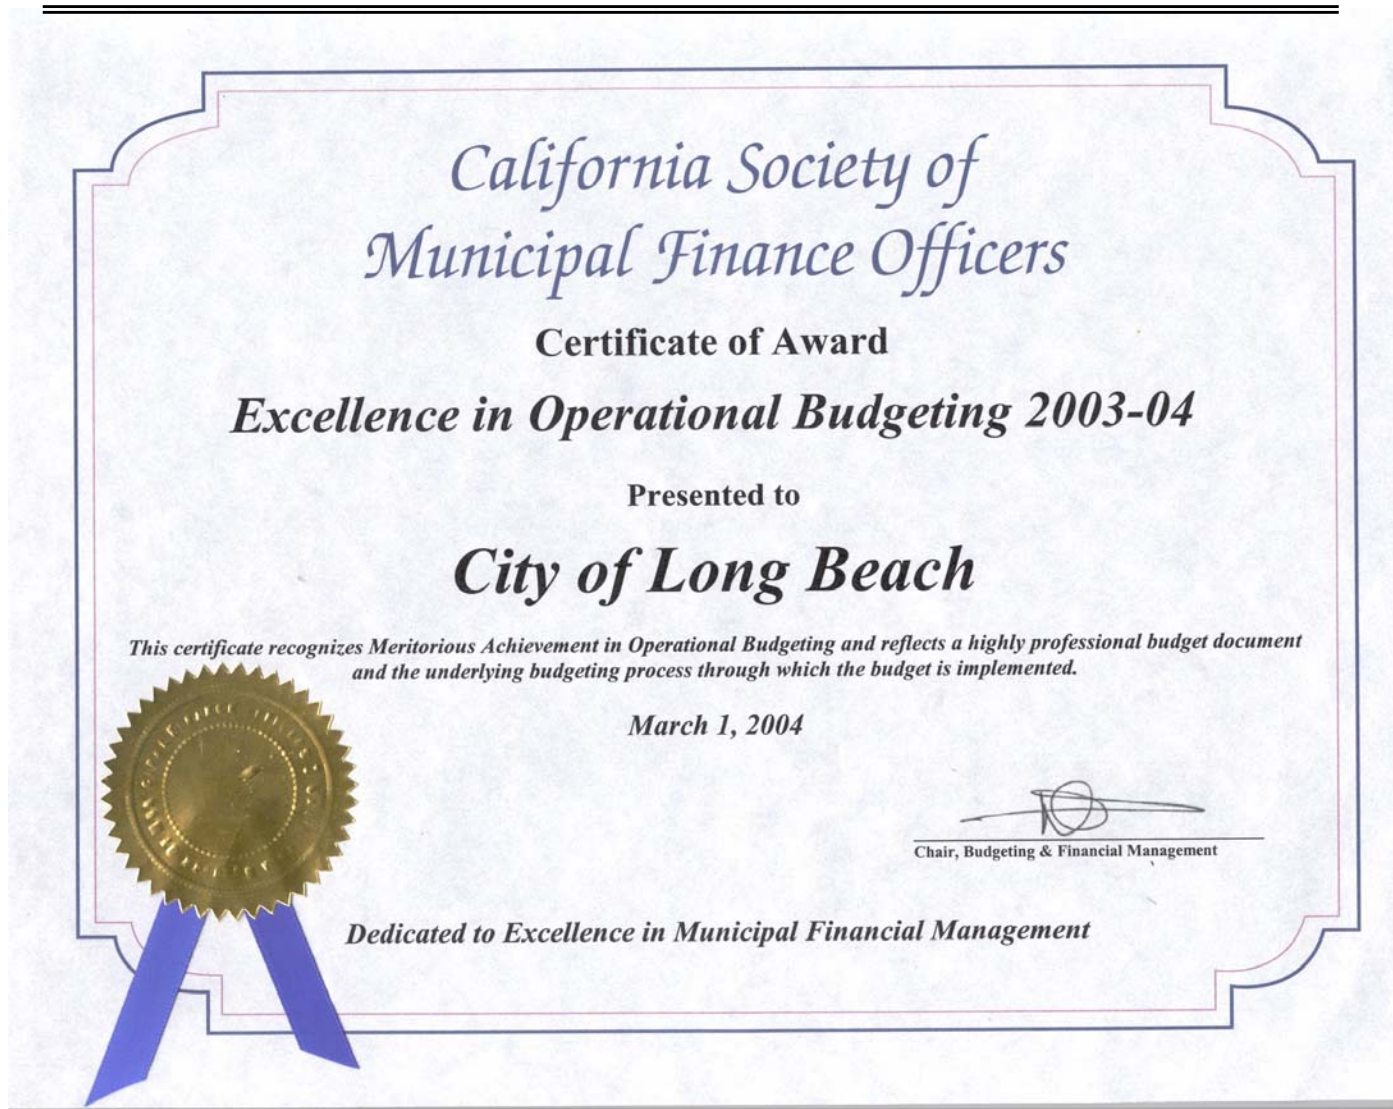 California Society of
Municipal Finance Officers
Certificate of Award
Excellence in Operational Budgeting 2003-04
Presented to
City of Long Beach
This certificate recognizes Meritorious Achievement in Operational Budgeting and reflects a highly professional budget document
and the underlying budgeting process through which the budget is implemented.
March 1, 2004
Chair, Budgeting & Financial Management
Dedicated to Excellence in Municipal Financial Management